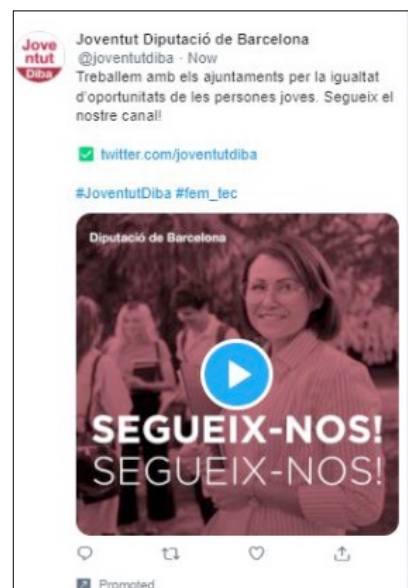 Jove
ntut
Diba
Joventut Diputació de Barcelona
@joventutdiba · Now
Treballem amb els ajuntaments per la igualtat
d'oportunitats de les persones joves. Segueix el
nostre canal!
✅ twitter.com/joventutdiba
#JoventutDiba #fem_tec
Diputació de Barcelona
SEGUEIX-NOS!
SEGUEIX-NOS!
Promoted